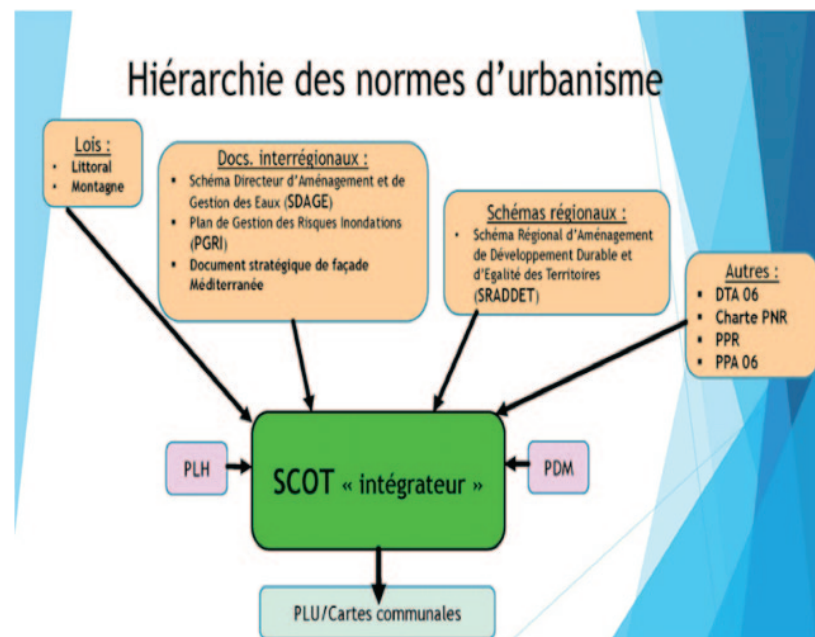 Hiérarchie des normes d'urbanisme
Lois :
• Littoral
• Montagne
Docs. interrégionaux :
▪ Schéma Directeur d'Aménagement et de
Gestion des Eaux (SDAGE)
▪ Plan de Gestion des Risques Inondations
(PGRI)
▪ Document stratégique de façade
Méditerranée
Schémas régionaux :
• Schéma Régional d'Aménagement
de Développement Durable et
d'Egalité des Territoires
(SRADDET)
Autres :
▪ DTA 06
▪ Charte PNR
▪ PPR
▪ PPA 06
PLH
SCOT « intégrateur »
PDM
PLU/Cartes communales